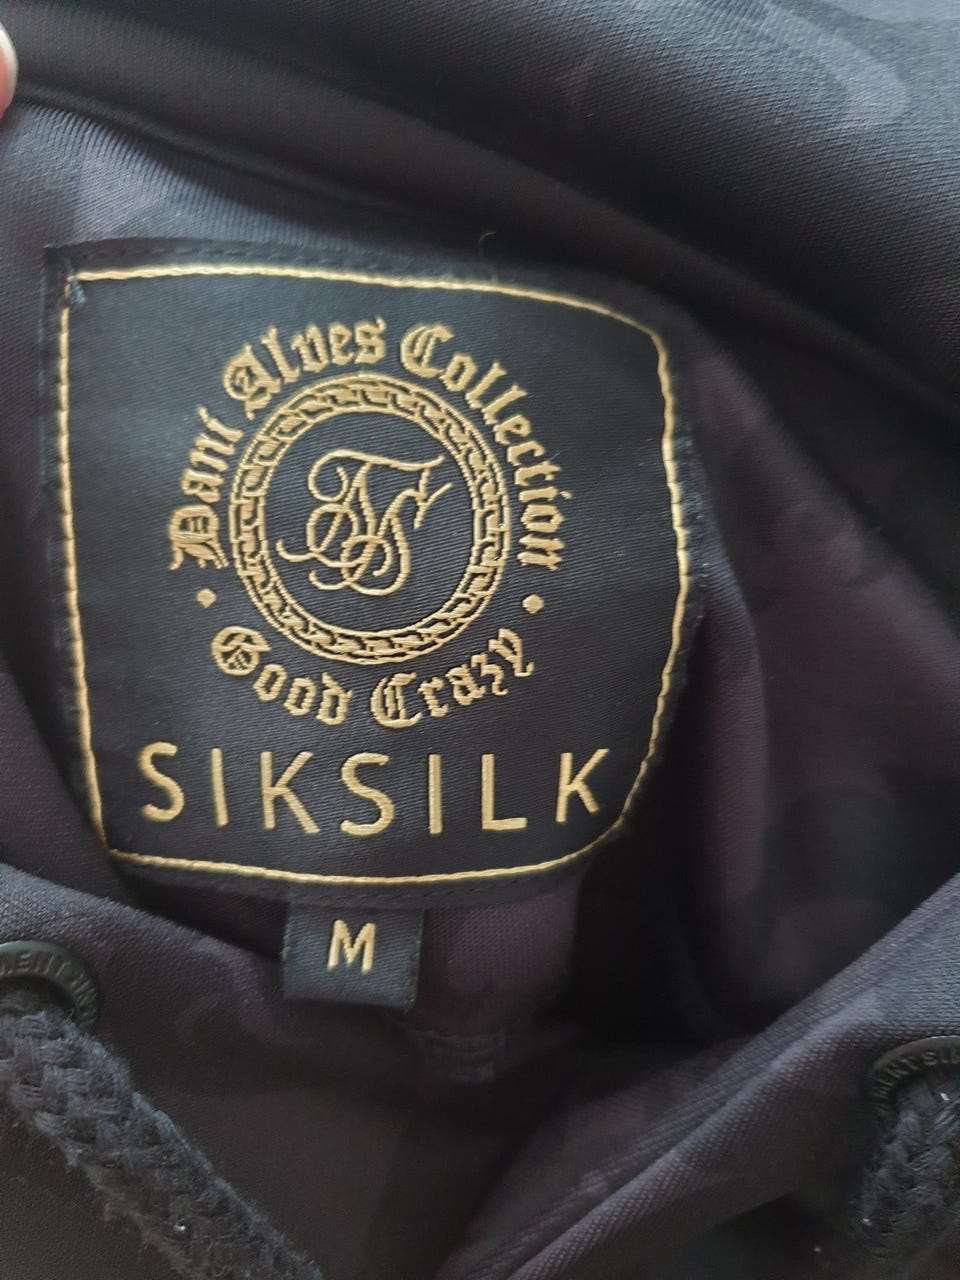 Dani Alves Collection
Good Crazy
SIKSILK
M